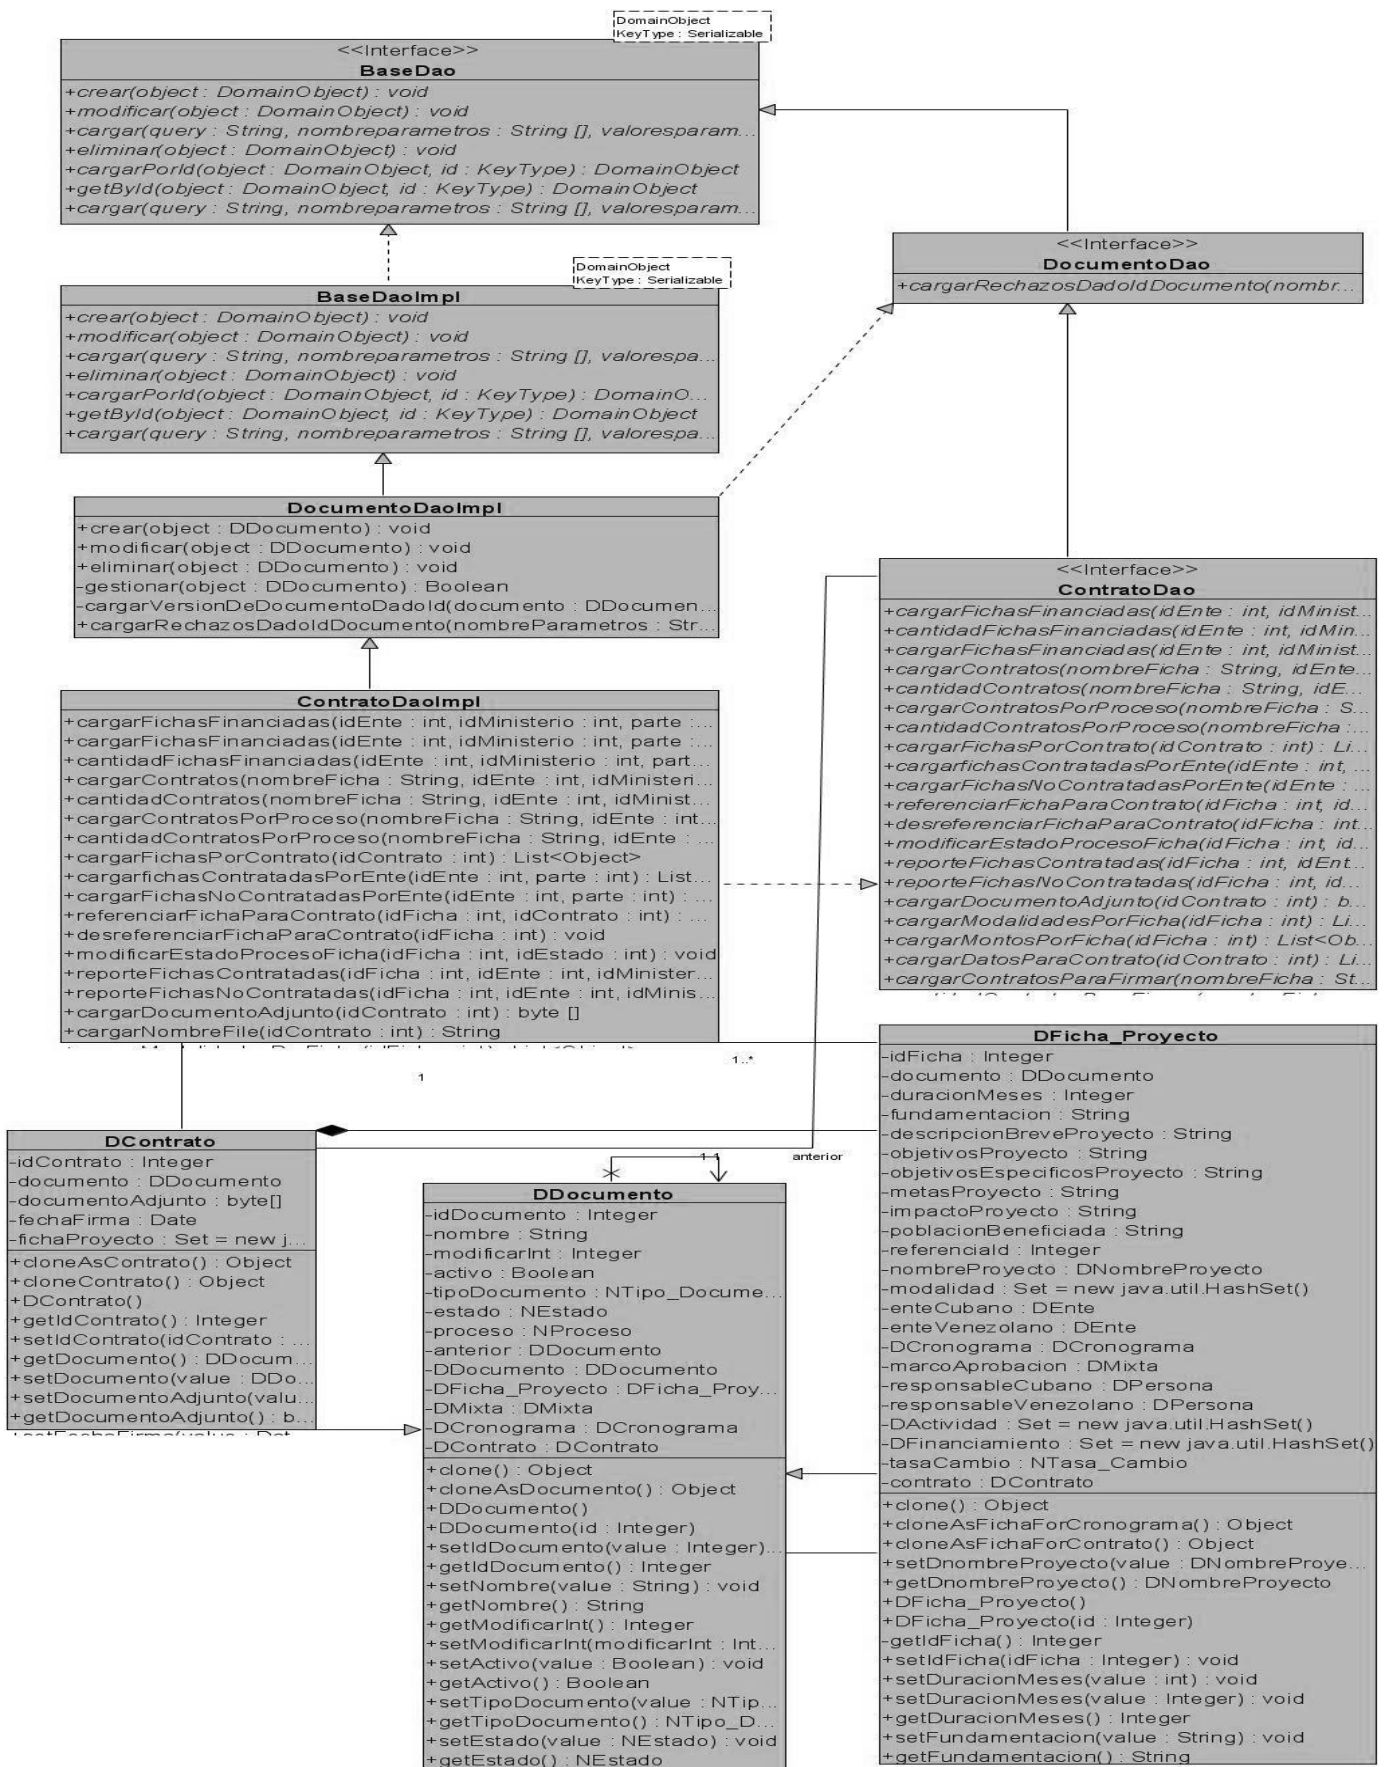 DomainObject
KeyType : Serializable
<<Interface>>
BaseDao
+crear(object : DomainObject) : void
+modificar(object : DomainObject) : void
+cargar(query : String, nombreparametros : String [], valoresparam...
+eliminar(object : DomainObject) : void
+cargarPorId(object : DomainObject, id : KeyType) : DomainObject
+getById(object : DomainObject, id : KeyType) : DomainObject
+cargar(query : String, nombreparametros : String [], valoresparam...
<<Interface>>
DocumentoDao
+cargarRechazosDadoIdDocumento(nombr...
DomainObject
KeyType : Serializable
BaseDaoImpl
+crear(object : DomainObject) : void
+modificar(object : DomainObject) : void
+cargar(query : String, nombreparametros : String [], valorespa...
+eliminar(object : DomainObject) : void
+cargarPorId(object : DomainObject, id : KeyType) : DomainO...
+getById(object : DomainObject, id : KeyType) : DomainObject
+cargar(query : String, nombreparametros : String [], valorespa...
DocumentoDaoImpl
+crear(object : DDocumento) : void
+modificar(object : DDocumento) : void
+eliminar(object : DDocumento) : void
-gestionar(object : DDocumento) : Boolean
-cargarVersionDeDocumentoDadoId(documento : DDocumen...
+cargarRechazosDadoIdDocumento(nombreParametros : Str...
<<Interface>>
ContratoDao
+cargarFichasFinanciadas(idEnte : int, idMinist...
+cantidadFichasFinanciadas(idEnte : int, idMin...
+cargarFichasFinanciadas(idEnte : int, idMinist...
+cargarContratos(nombreFicha : String, idEnte...
+cantidadContratos(nombreFicha : String, idE...
+cargarContratosPorProceso(nombreFicha : S...
+cantidadContratosPorProceso(nombreFicha :...
+cargarFichasPorContrato(idContrato : int) : Li...
+cargarfichasContratadasPorEnte(idEnte : int, ...
+cargarFichasNoContratadasPorEnte(idEnte : ...
+referenciarFichaParaContrato(idFicha : int, id...
+desreferenciarFichaParaContrato(idFicha : int...
+modificarEstadoProcesoFicha(idFicha : int, id...
+reporteFichasContratadas(idFicha : int, idEnt...
+reporteFichasNoContratadas(idFicha : int, id...
+cargarDocumentoAdjunto(idContrato : int) : b...
+cargarModalidadesPorFicha(idFicha : int) : Li...
+cargarMontosPorFicha(idFicha : int) : List<Ob...
+cargarDatosParaContrato(idContrato : int) : Li...
+cargarContratosParaFirmar(nombreFicha : St...
ContratoDaoImpl
+cargarFichasFinanciadas(idEnte : int, idMinisterio : int, parte :...
+cargarFichasFinanciadas(idEnte : int, idMinisterio : int, parte :...
+cantidadFichasFinanciadas(idEnte : int, idMinisterio : int, part...
+cargarContratos(nombreFicha : String, idEnte : int, idMinisteri...
+cantidadContratos(nombreFicha : String, idEnte : int, idMinist...
+cargarContratosPorProceso(nombreFicha : String, idEnte : int...
+cantidadContratosPorProceso(nombreFicha : String, idEnte : ...
+cargarFichasPorContrato(idContrato : int) : List<Object>
+cargarfichasContratadasPorEnte(idEnte : int, parte : int) : List...
+cargarFichasNoContratadasPorEnte(idEnte : int, parte : int) : ...
+referenciarFichaParaContrato(idFicha : int, idContrato : int) : ...
+desreferenciarFichaParaContrato(idFicha : int) : void
+modificarEstadoProcesoFicha(idFicha : int, idEstado : int) : void
+reporteFichasContratadas(idFicha : int, idEnte : int, idMinister...
+reporteFichasNoContratadas(idFicha : int, idEnte : int, idMinis...
+cargarDocumentoAdjunto(idContrato : int) : byte []
+cargarNombreFile(idContrato : int) : String
1..*
1
DFicha_Proyecto
-idFicha : Integer
-documento : DDocumento
-duracionMeses : Integer
-fundamentacion : String
-descripcionBreveProyecto : String
-objetivosProyecto : String
-objetivosEspecificosProyecto : String
-metasProyecto : String
-impactoProyecto : String
-poblacionBeneficiada : String
-referenciaId : Integer
-nombreProyecto : DNombreProyecto
-modalidad : Set = new java.util.HashSet()
-enteCubano : DEnte
-enteVenezolano : DEnte
-DCronograma : DCronograma
-marcoAprobacion : DMixta
-responsableCubano : DPersona
-responsableVenezolano : DPersona
-DActividad : Set = new java.util.HashSet()
-DFinanciamiento : Set = new java.util.HashSet()
-tasaCambio : NTasa_Cambio
-contrato : DContrato
+clone() : Object
+cloneAsFichaForCronograma() : Object
+cloneAsFichaForContrato() : Object
+setDnombreProyecto(value : DNombreProye...
+getDnombreProyecto() : DNombreProyecto
+DFicha_Proyecto()
+DFicha_Proyecto(id : Integer)
-getIdFicha() : Integer
+setIdFicha(idFicha : Integer) : void
+setDuracionMeses(value : int) : void
+setDuracionMeses(value : Integer) : void
+getDuracionMeses() : Integer
+setFundamentacion(value : String) : void
+getFundamentacion() : String
DContrato
-idContrato : Integer
-documento : DDocumento
-documentoAdjunto : byte[]
-fechaFirma : Date
-fichaProyecto : Set = new j...
+cloneAsContrato() : Object
+cloneContrato() : Object
+DContrato()
+getIdContrato() : Integer
+setIdContrato(idContrato : ...
+getDocumento() : DDocum...
+setDocumento(value : DDo...
+setDocumentoAdjunto(valu...
+getDocumentoAdjunto() : b...
anterior
DDocumento
-idDocumento : Integer
-nombre : String
-modificarInt : Integer
-activo : Boolean
-tipoDocumento : NTipo_Docume...
-estado : NEstado
-proceso : NProceso
-anterior : DDocumento
-DDocumento : DDocumento
-DFicha_Proyecto : DFicha_Proy...
-DMixta : DMixta
-DCronograma : DCronograma
-DContrato : DContrato
+clone() : Object
+cloneAsDocumento() : Object
+DDocumento()
+DDocumento(id : Integer)
+setIdDocumento(value : Integer)...
+getIdDocumento() : Integer
+setNombre(value : String) : void
+getNombre() : String
+getModificarInt() : Integer
+setModificarInt(modificarInt : Int...
+setActivo(value : Boolean) : void
+getActivo() : Boolean
+setTipoDocumento(value : NTip...
+getTipoDocumento() : NTipo_D...
+setEstado(value : NEstado) : void
+getEstado() : NEstado